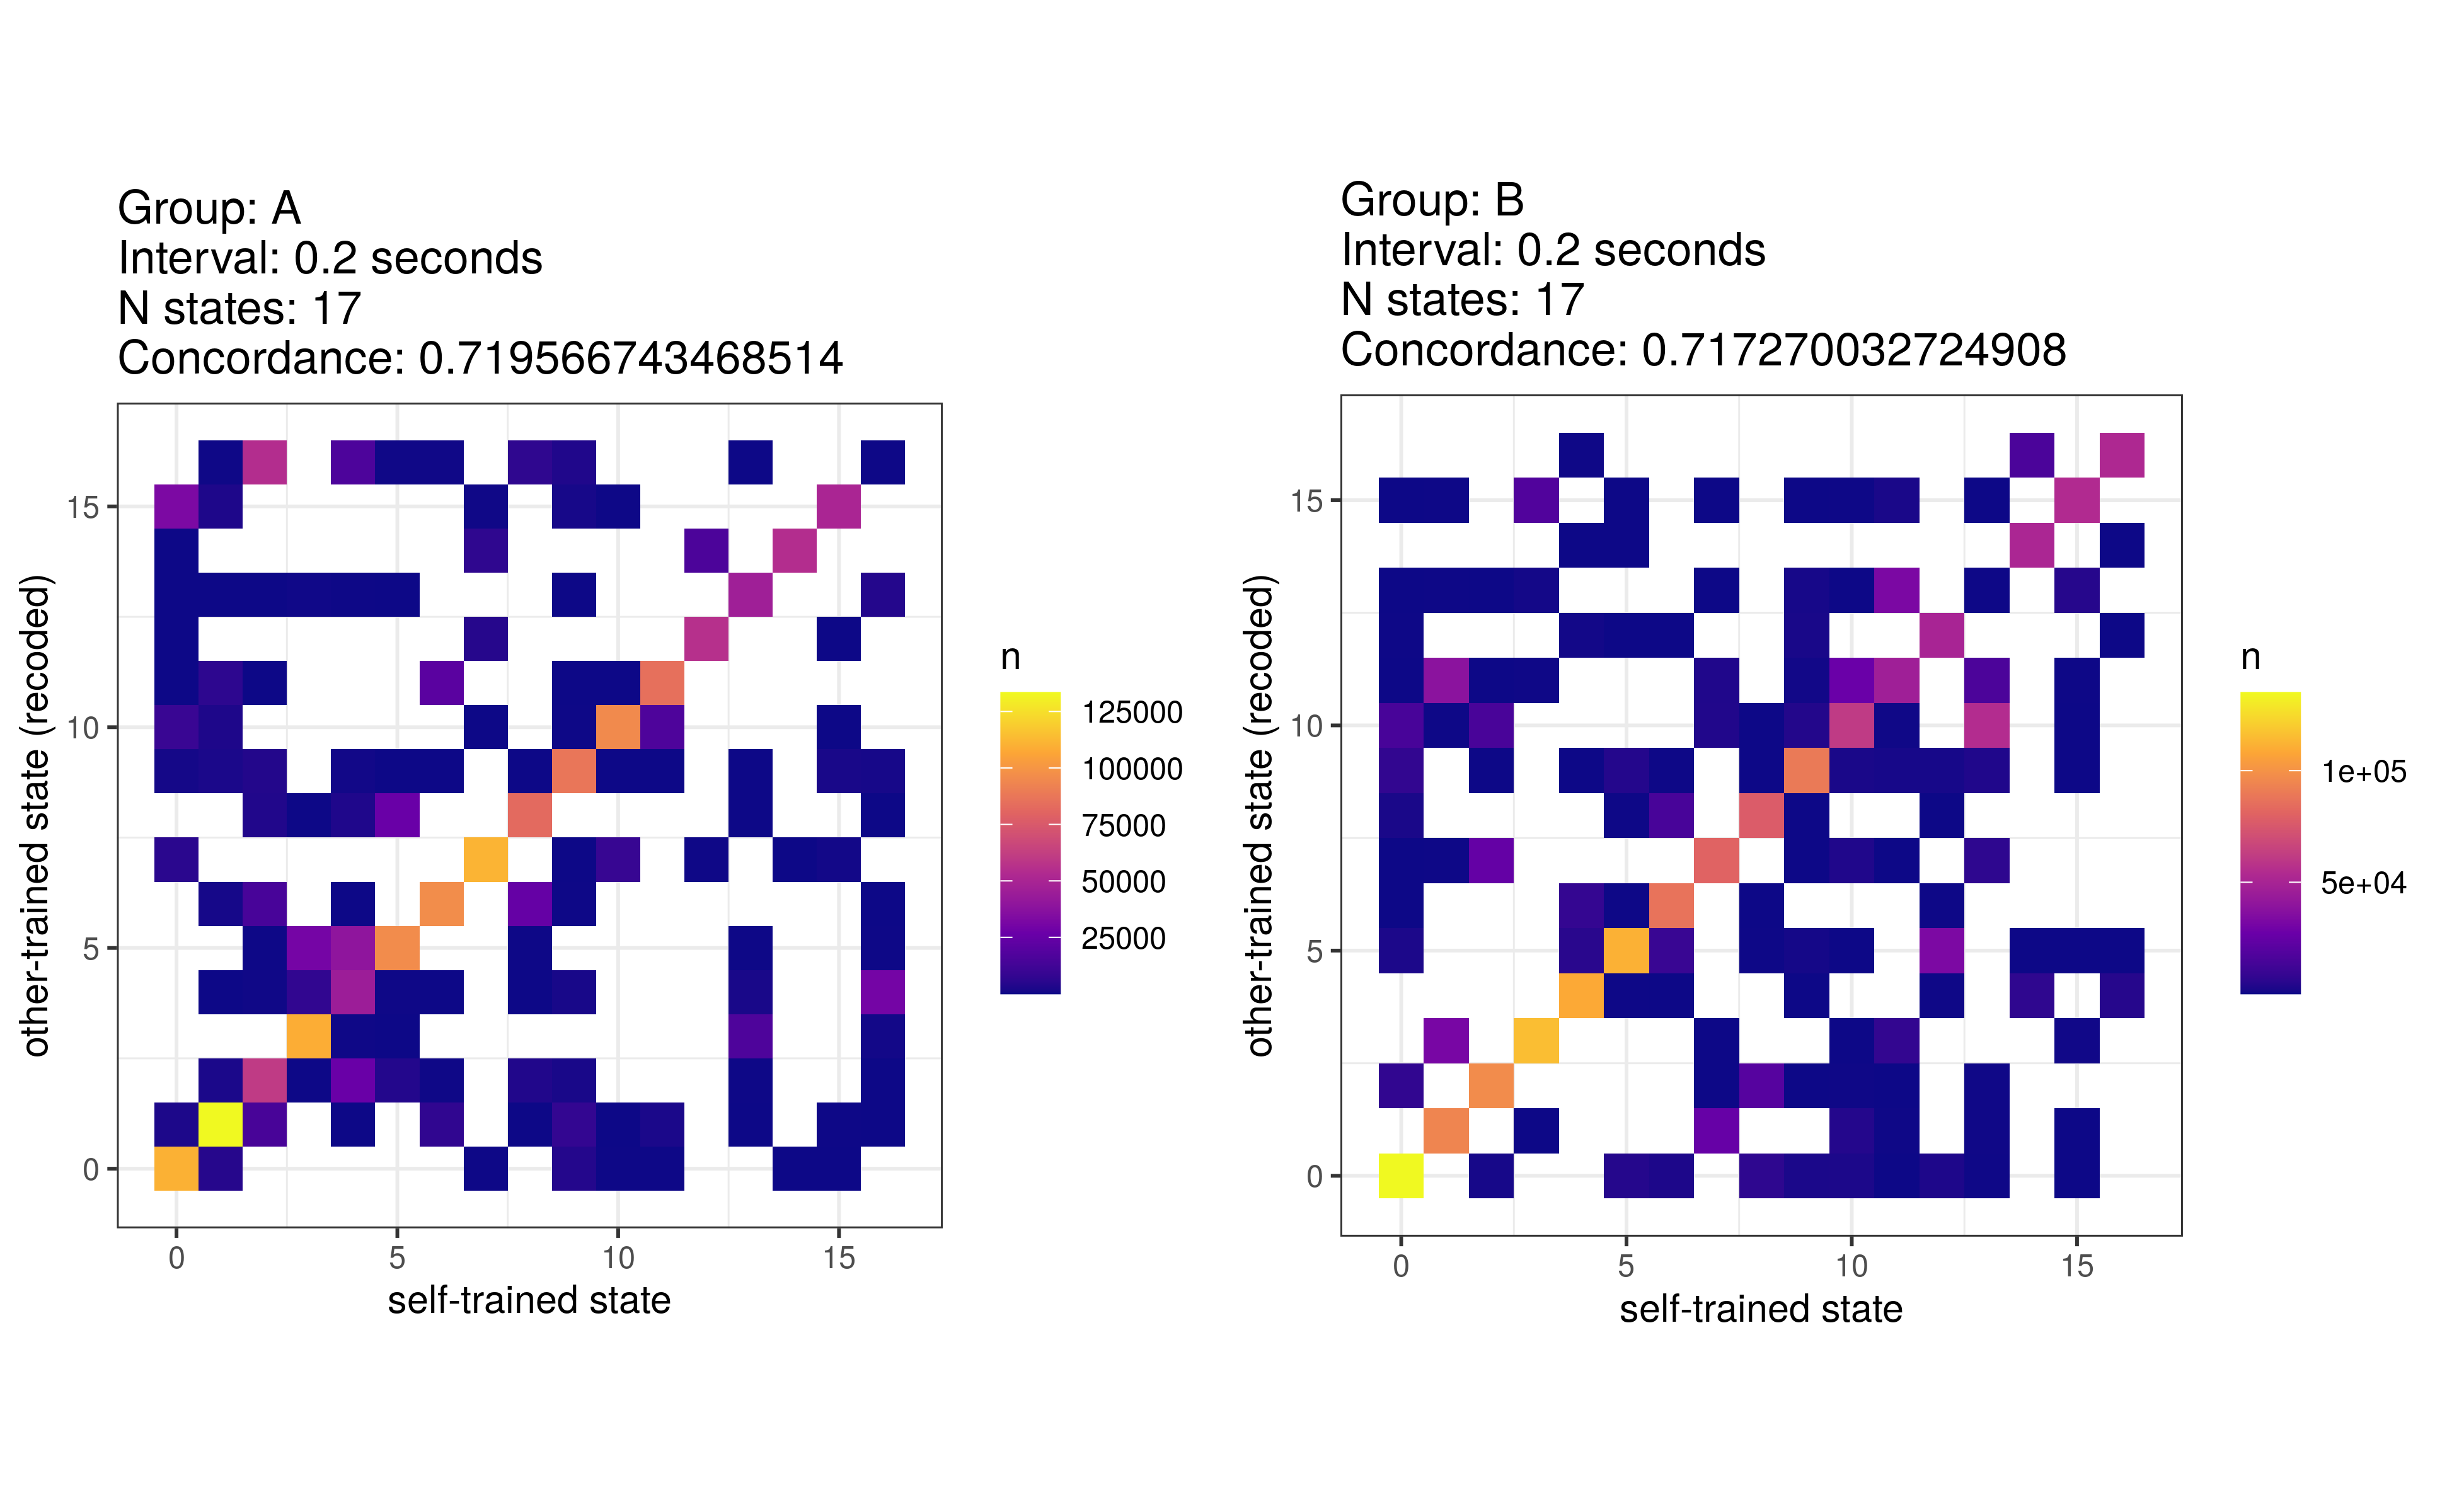 Group: A
Interval: 0.2 seconds
N states: 17
Concordance: 0.719566743468514
other-trained state (recoded)
15
10
5
0
0 5 10 15
self-trained state
n
125000
100000
75000
50000
25000
Group: B
Interval: 0.2 seconds
N states: 17
Concordance: 0.717270032724908
other-trained state (recoded)
15
10
5
0
0 5 10 15
self-trained state
n
1e+05
5e+04